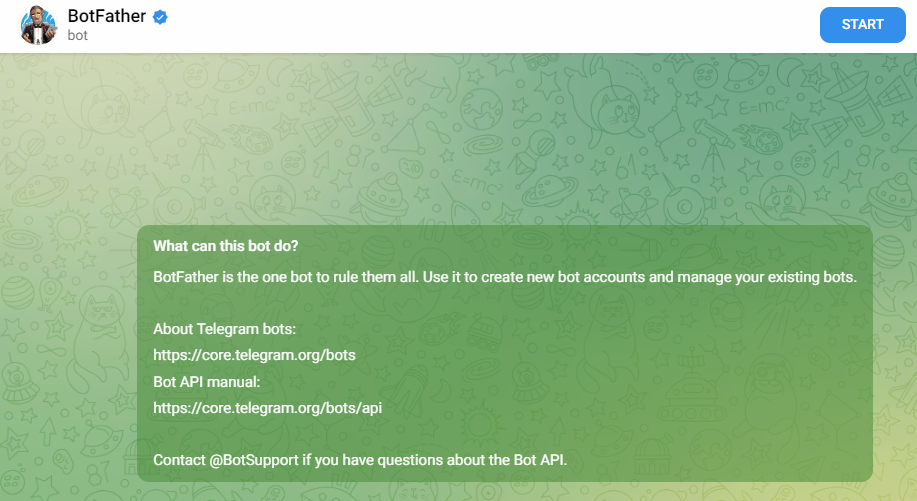 BotFather
bot
START
What can this bot do?
BotFather is the one bot to rule them all. Use it to create new bot accounts and manage your existing bots.
About Telegram bots:
https://core.telegram.org/bots
Bot API manual:
https://core.telegram.org/bots/api
Contact @BotSupport if you have questions about the Bot API.